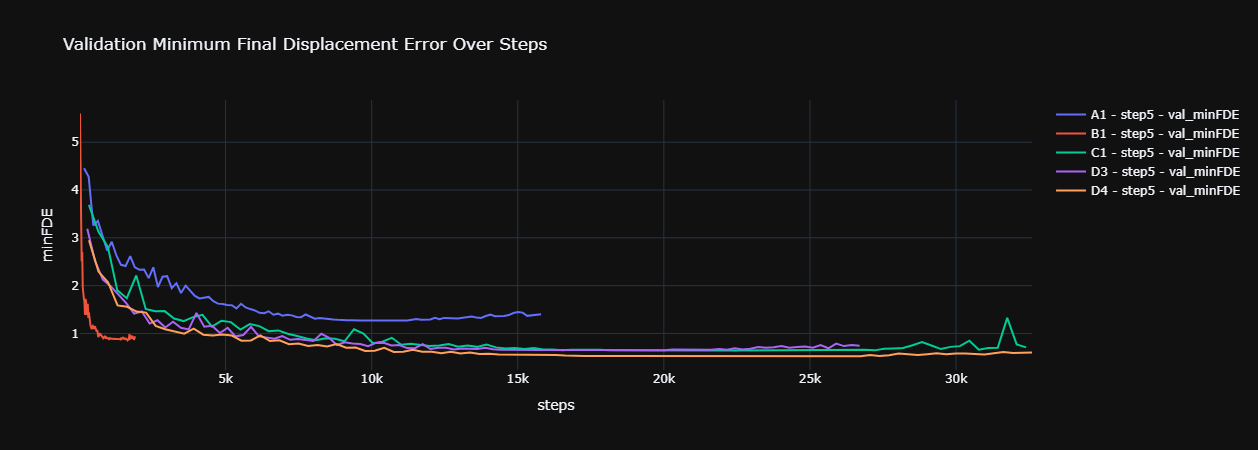 Validation Minimum Final Displacement Error Over Steps
A1 - step5 - val_minFDE
B1 - step5 - val_minFDE
C1 - step5 - val_minFDE
D3 - step5 - val_minFDE
D4 - step5 - val_minFDE
minFDE
5
4
3
2
1
5k
10k
15k
20k
25k
30k
steps